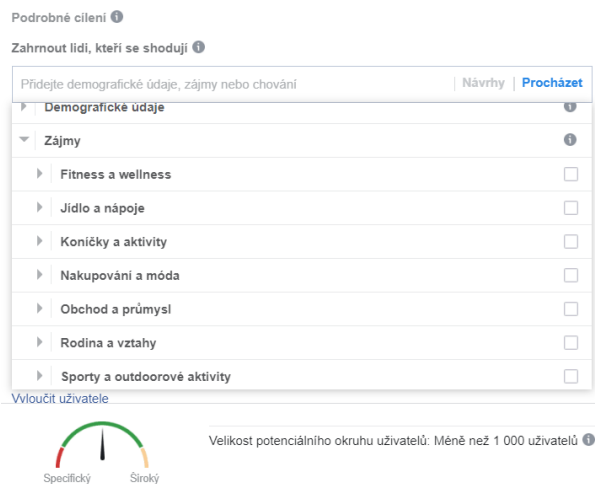 Podrobné cílení
Zahrnout lidi, kteří se shodují
Přidejte demografické údaje, zájmy nebo chování | Návrhy | Procházet
Demografické údaje
Zájmy
Fitness a wellness
Jídlo a nápoje
Koníčky a aktivity
Nakupování a móda
Obchod a průmysl
Rodina a vztahy
Sporty a outdoorové aktivity
Vyloučit uživatele
Velikost potenciálního okruhu uživatelů: Méně než 1 000 uživatelů
Specifický Široký